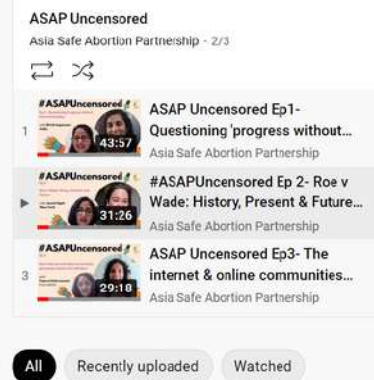 ASAP Uncensored
Asia Safe Abortion Partnership - 2/3
1
#ASAPUncensored
43:57
ASAP Uncensored Ep1-
Questioning 'progress without...
Asia Safe Abortion Partnership
#ASAPUncensored
31:26
#ASAPUncensored Ep 2- Roe v
Wade: History, Present & Future...
Asia Safe Abortion Partnership
3
#ASAPUncensored
29:18
ASAP Uncensored Ep3- The
internet & online communities...
Asia Safe Abortion Partnership
All
Recently uploaded
Watched